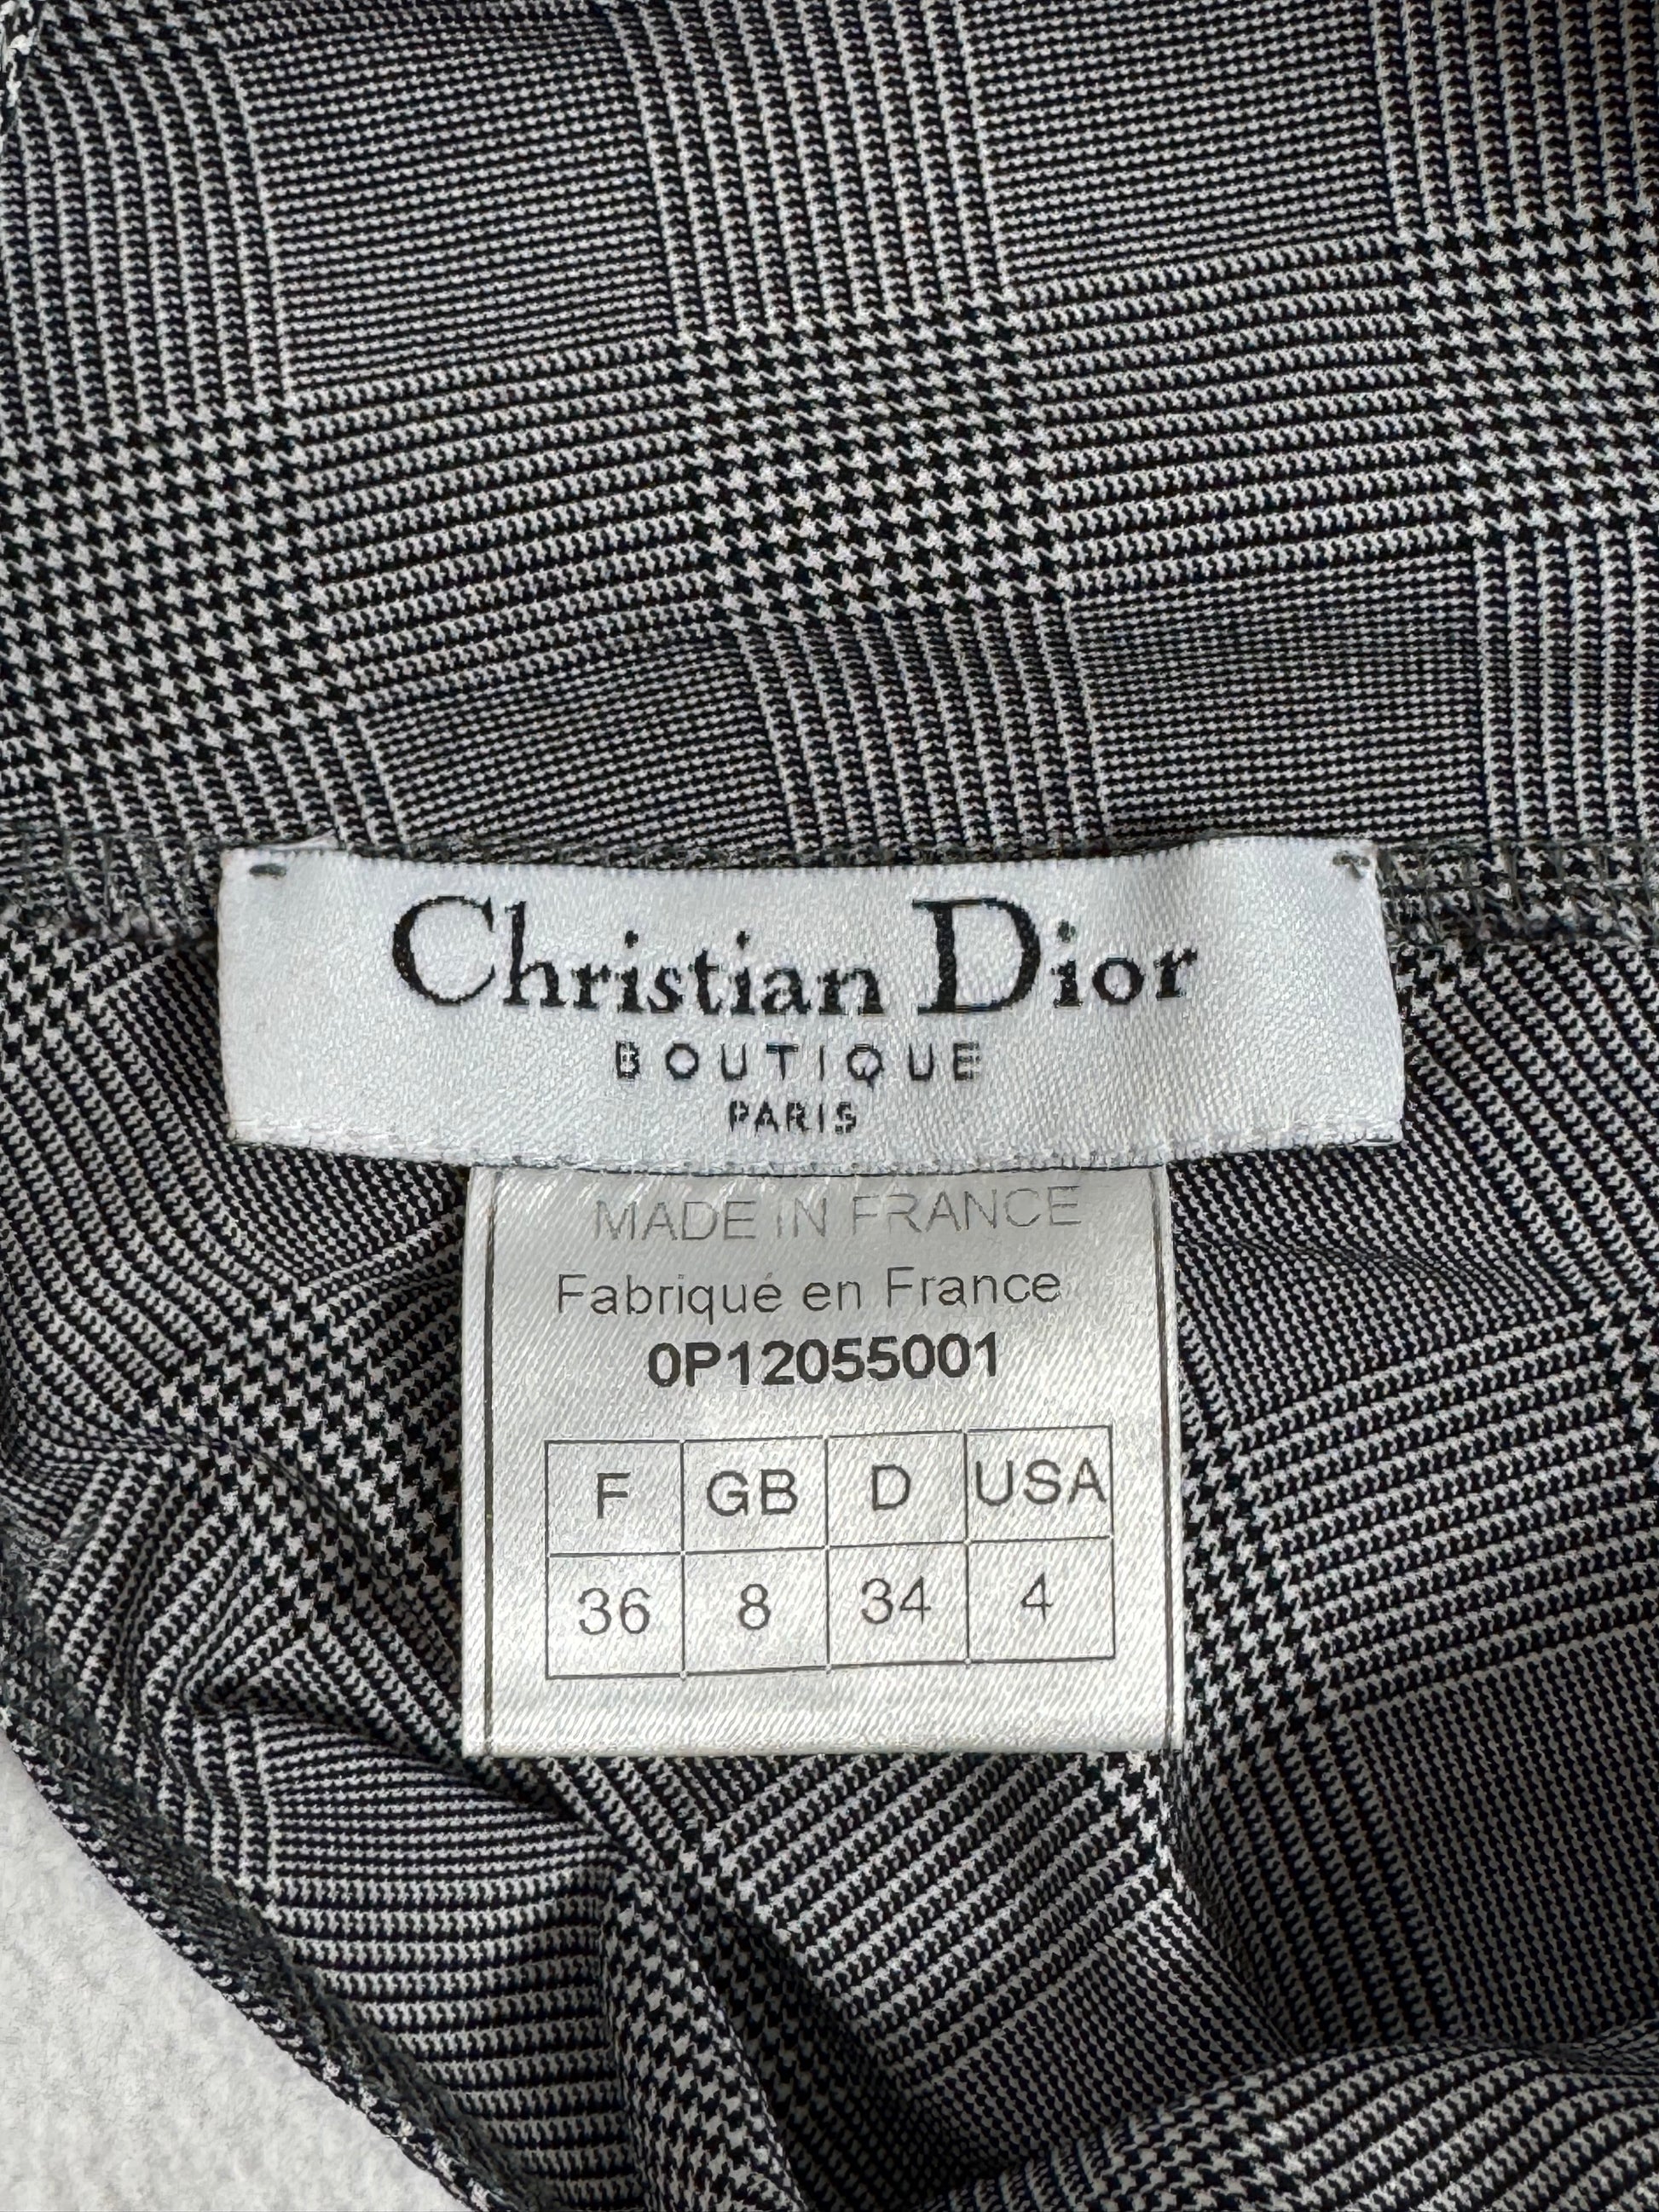 Christian Dior
BOUTIQUE
PARIS
MADE IN FRANCE
Fabriqué en France
0P12055001
F GB D USA
36 8 34 4